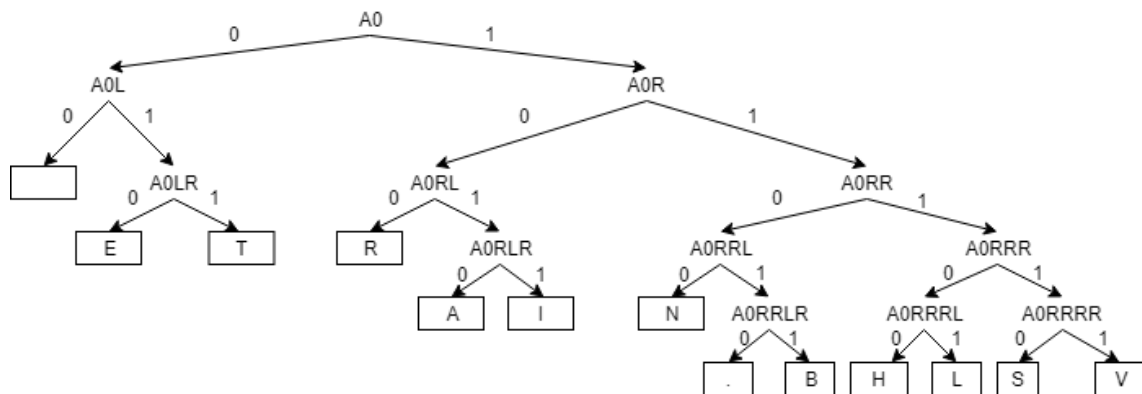 A0
0 1
A0L A0R
0 1 0 1
A0LR A0RL A0RR
0 1 0 1 0 1
E T R A0RLR A0RRL A0RRR
0 1 0 1 0 1
A I N A0RRLR A0RRRL A0RRRR
0 1 0 1 0 1
. B H L S V